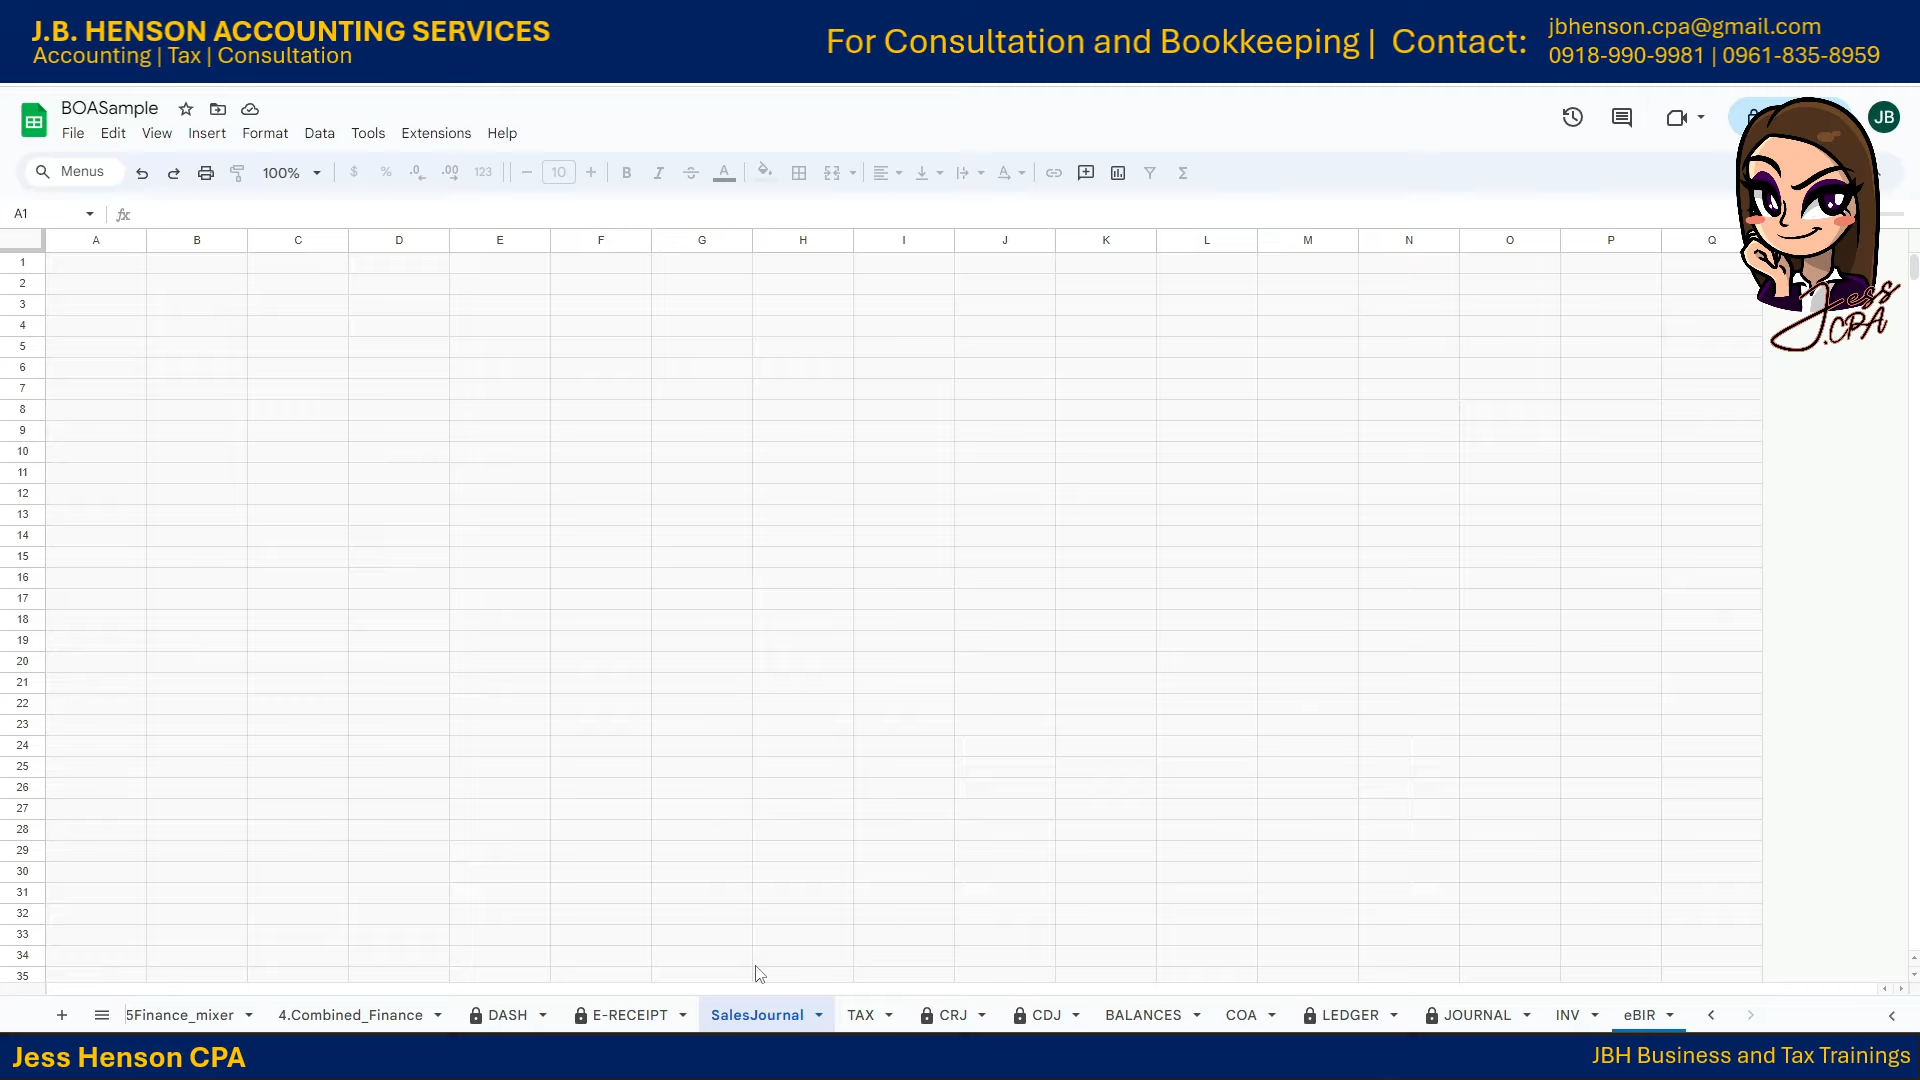 J.B. HENSON ACCOUNTING SERVICES
Accounting | Tax | Consultation
For Consultation and Bookkeeping | Contact:
jbhenson.cpa@gmail.com
0918-990-9981 | 0961-835-8959
BOASample
File Edit View Insert Format Data Tools Extensions Help
JB
Menus 100% $ % .0 .00 123 10 B I S A
A1 fx
Jess
J.CPA
A B C D E F G H I J K L M N O P Q
1
2
3
4
5
6
7
8
9
10
11
12
13
14
15
16
17
18
19
20
21
22
23
24
25
26
27
28
29
30
31
32
33
34
35
5Finance_mixer 4.Combined_Finance DASH E-RECEIPT SalesJournal TAX CRJ CDJ BALANCES COA LEDGER JOURNAL INV eBIR
Jess Henson CPA
JBH Business and Tax Trainings